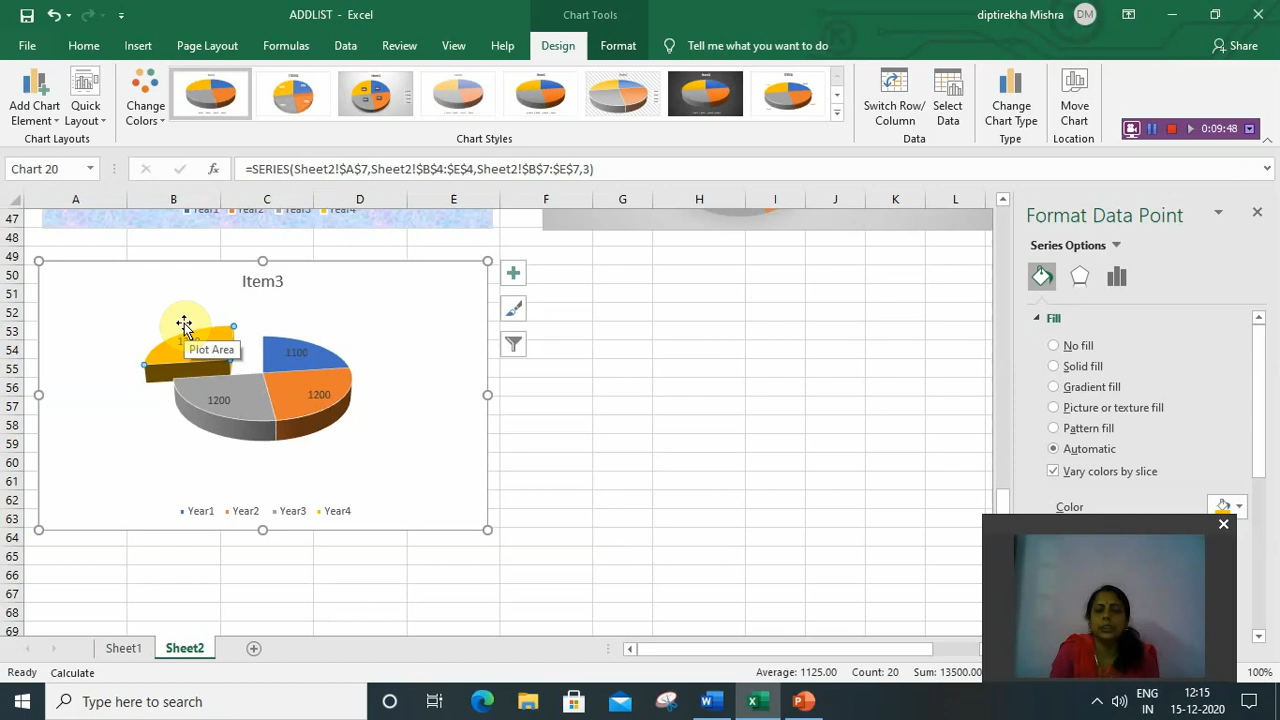 ADDLIST - Excel
Chart Tools
diptirekha Mishra
DM
File
Home
Insert
Page Layout
Formulas
Data
Review
View
Help
Design
Format
Tell me what you want to do
Share
Add Chart
Element
Quick
Layout
Change
Colors
Switch Row/
Column
Select
Data
Change
Chart Type
Move
Chart
Chart Layouts
Chart Styles
Data
Type
Location
0:09:48
Chart 20
fx
=SERIES(Sheet2!$A$7,Sheet2!$B$4:$E$4,Sheet2!$B$7:$E$7,3)
A B C D E F G H I J K L
47
48
49
50
51
52
53
54
55
56
57
58
59
60
61
62
63
64
65
66
67
68
69
Year1 Year2 Year3 Year4
Item3
Plot Area
1100
1200
1200
Year1 Year2 Year3 Year4
Format Data Point
Series Options
Fill
No fill
Solid fill
Gradient fill
Picture or texture fill
Pattern fill
Automatic
Vary colors by slice
Color
Sheet1
Sheet2
Ready
Calculate
Average: 1125.00
Count: 20
Sum: 13500.00
100%
Type here to search
ENG
IN
12:15
15-12-2020